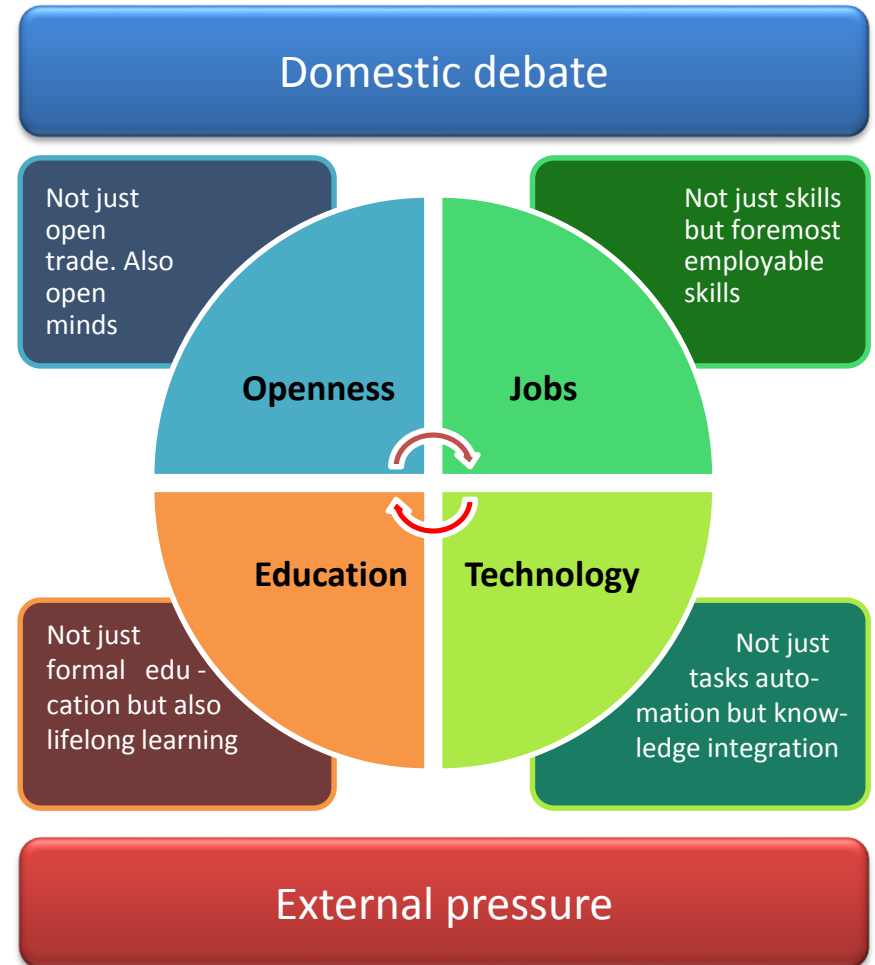 Domestic debate
Not just
open
trade. Also
open
minds
Not just skills
but foremost
employable
skills
Openness
Jobs
Education
Technology
Not just
formal edu -
cation but also
lifelong learning
Not just
tasks auto-
mation but know-
ledge integration
External pressure